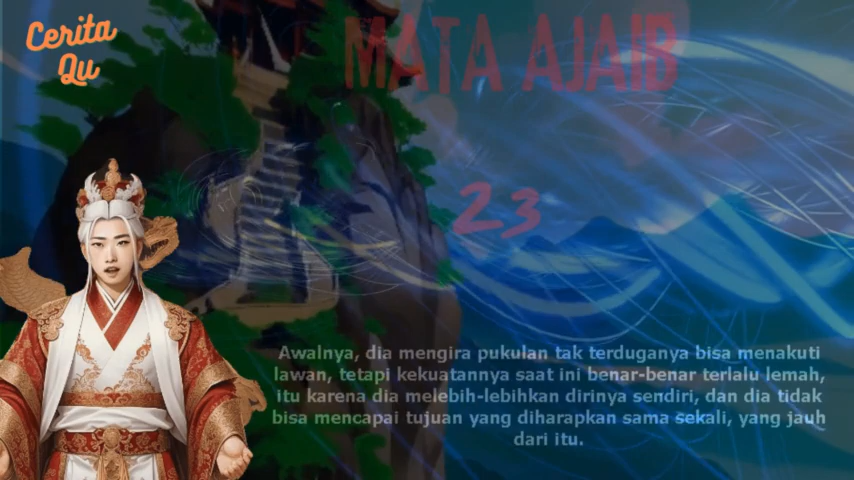 Cerita
Qu
MATA AJAIB
23
Awalnya, dia mengira pukulan tak terduganya bisa menakuti
lawan, tetapi kekuatannya saat ini benar-benar terlalu lemah,
itu karena dia melebih-lebihkan dirinya sendiri, dan dia tidak
bisa mencapai tujuan yang diharapkan sama sekali, yang jauh
dari itu.